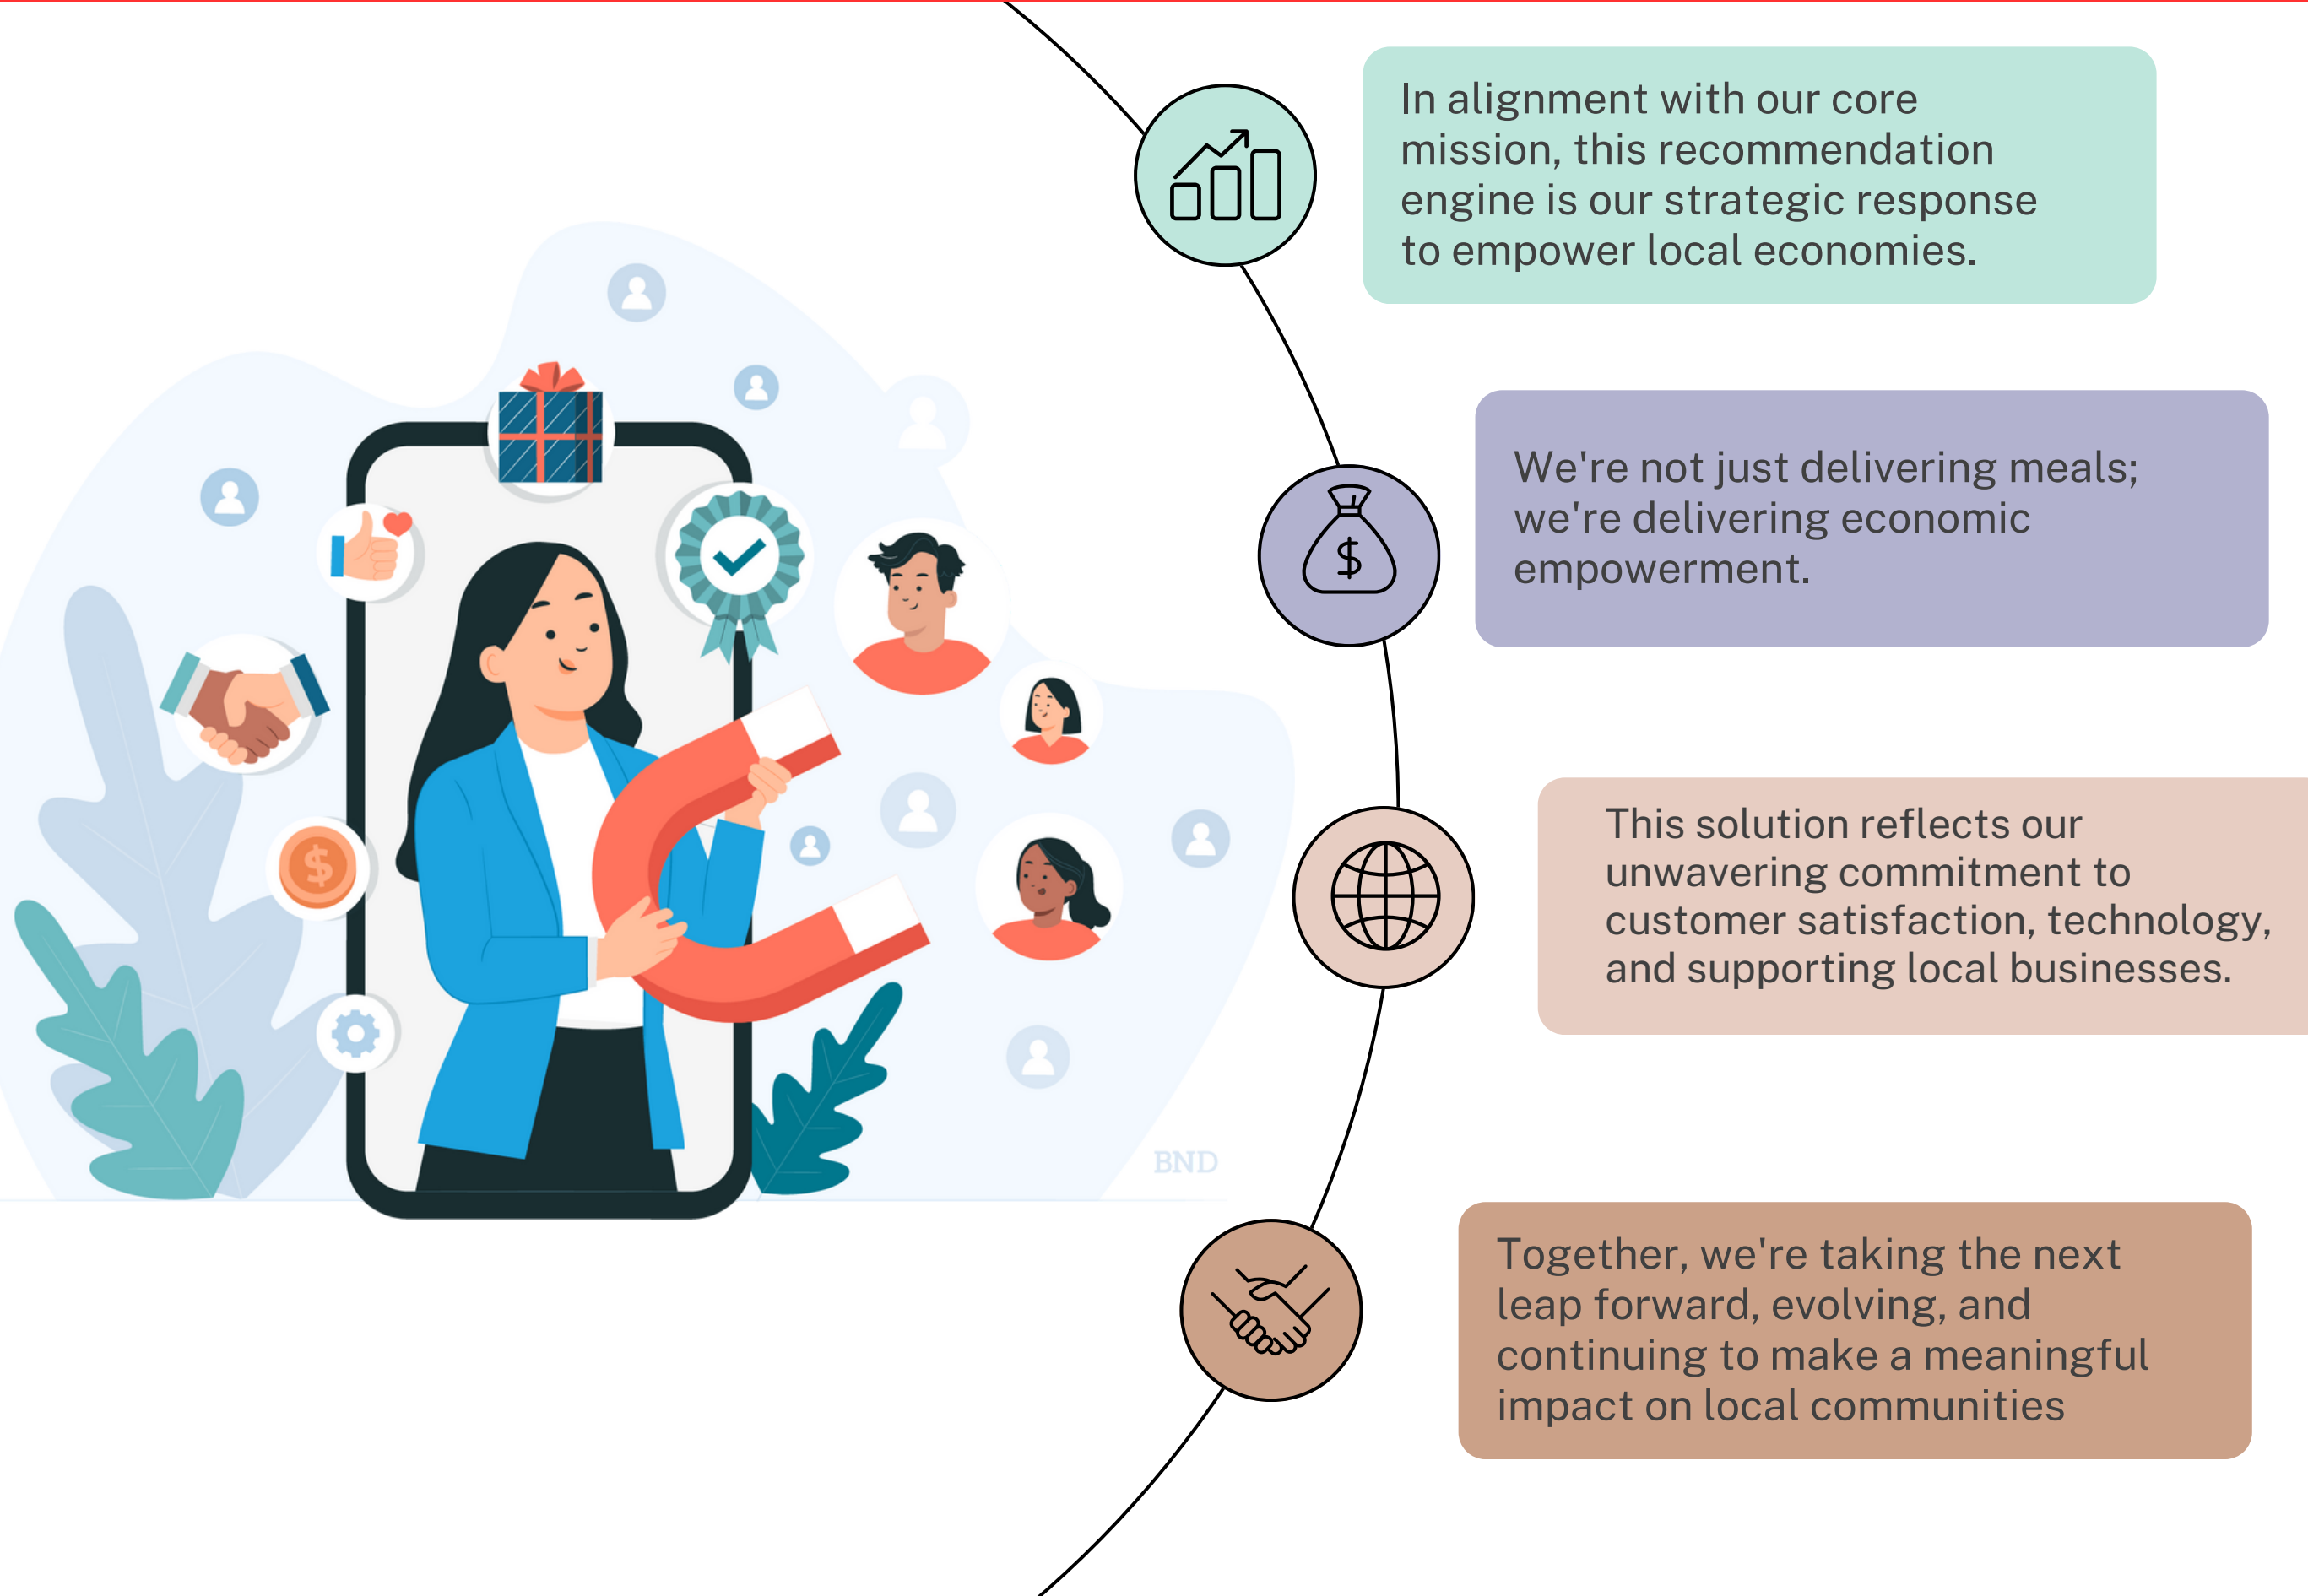 In alignment with our core
mission, this recommendation
engine is our strategic response
to empower local economies.
We're not just delivering meals;
we're delivering economic
empowerment.
$
This solution reflects our
unwavering commitment to
customer satisfaction, technology,
and supporting local businesses.
$
BND
Together, we're taking the next
leap forward, evolving, and
continuing to make a meaningful
impact on local communities